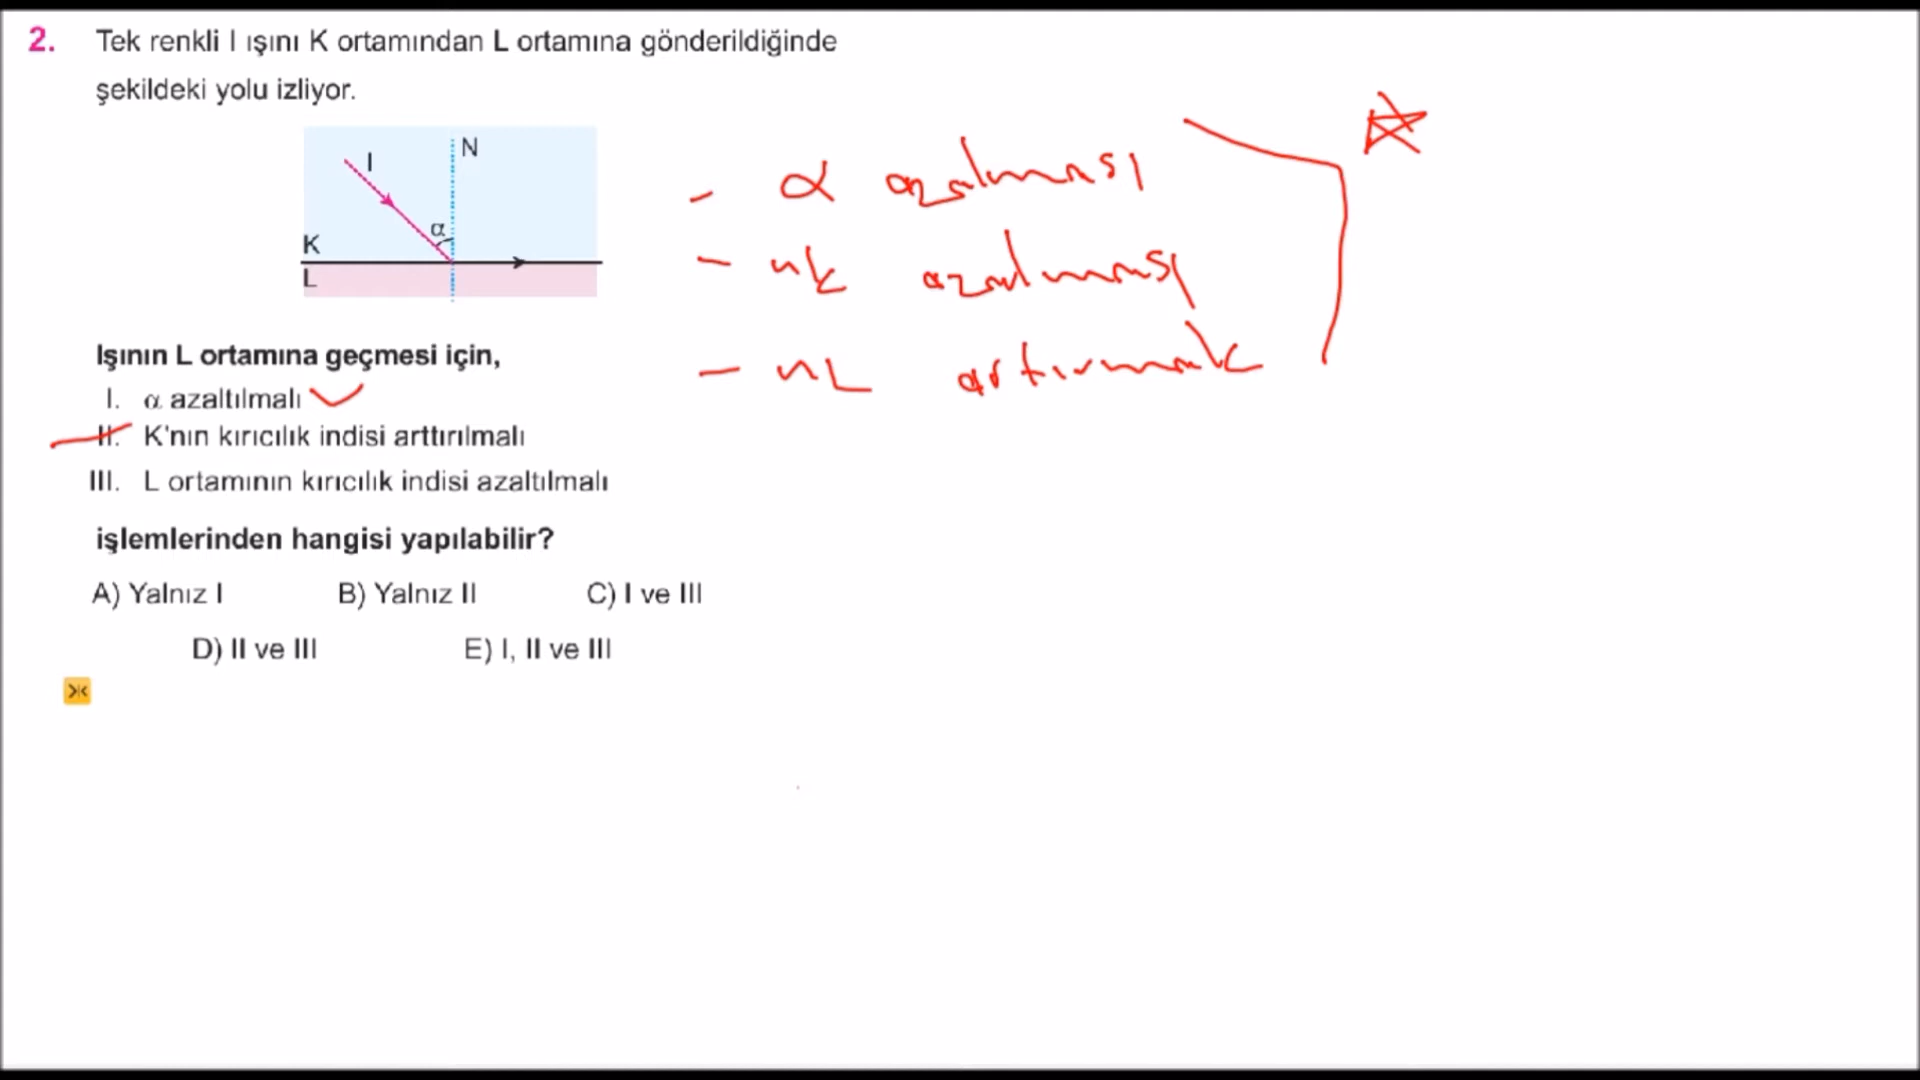 2. Tek renkli I ışını K ortamından L ortamına gönderildiğinde
şekildeki yolu izliyor.
I
N
α
K
L
Işının L ortamına geçmesi için,
I. α azaltılmalı
II. K'nın kırıcılık indisi arttırılmalı
III. L ortamının kırıcılık indisi azaltılmalı
işlemlerinden hangisi yapılabilir?
A) Yalnız I B) Yalnız II C) I ve III
D) II ve III E) I, II ve III
- α azalması
- nk azalması
- nL artırmak